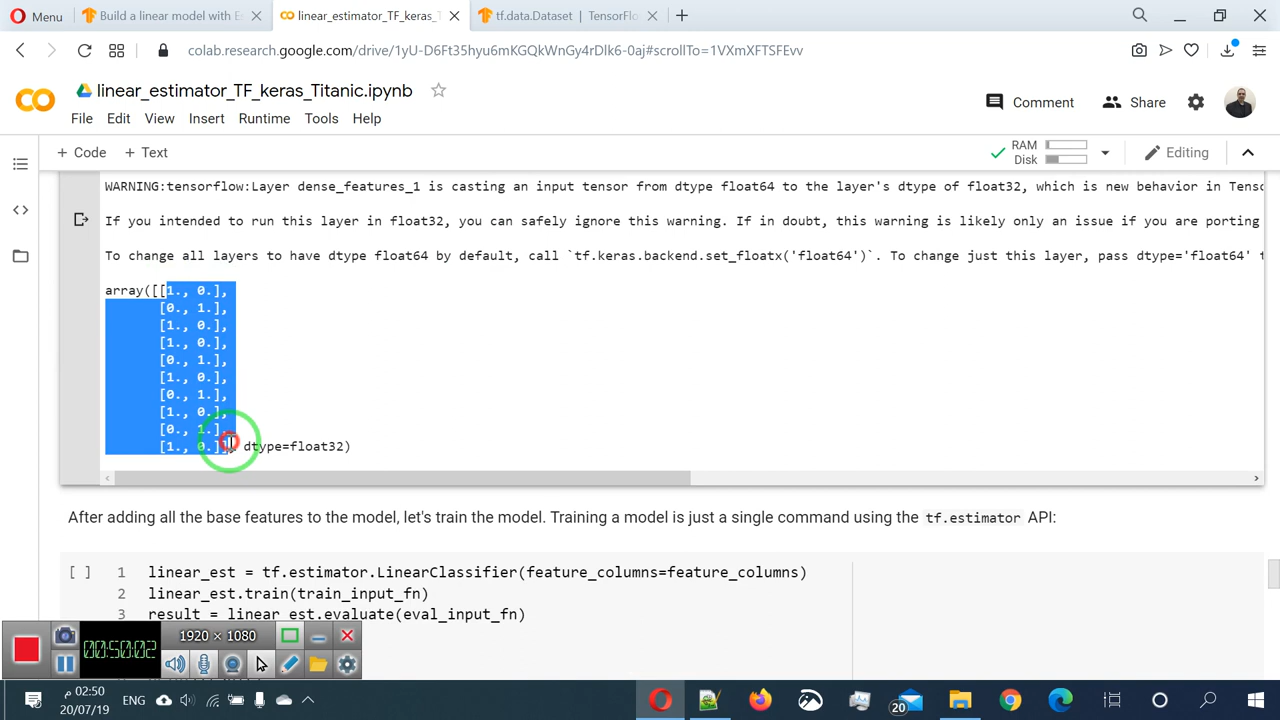 Menu
Build a linear model with Es
linear_estimator_TF_keras_T
tf.data.Dataset | TensorFlo
colab.research.google.com/drive/1yU-D6Ft35hyu6mKGQkWnGy4rDlk6-0aj#scrollTo=1VXmXFTSFEvv
linear_estimator_TF_keras_Titanic.ipynb
File Edit View Insert Runtime Tools Help
Comment Share
+ Code + Text
RAM
Disk
Editing
WARNING:tensorflow:Layer dense_features_1 is casting an input tensor from dtype float64 to the layer's dtype of float32, which is new behavior in Tenso
If you intended to run this layer in float32, you can safely ignore this warning. If in doubt, this warning is likely only an issue if you are porting
To change all layers to have dtype float64 by default, call `tf.keras.backend.set_floatx('float64')`. To change just this layer, pass dtype='float64' t
array([[1., 0.],
[0., 1.],
[1., 0.],
[1., 0.],
[0., 1.],
[1., 0.],
[0., 1.],
[1., 0.],
[0., 1.],
[1., 0.]], dtype=float32)
After adding all the base features to the model, let's train the model. Training a model is just a single command using the tf.estimator API:
[ ] 1 linear_est = tf.estimator.LinearClassifier(feature_columns=feature_columns)
2 linear_est.train(train_input_fn)
3 result = linear_est.evaluate(eval_input_fn)
1920 × 1080
00:50:02
02:50 م
ENG
20/07/19
20